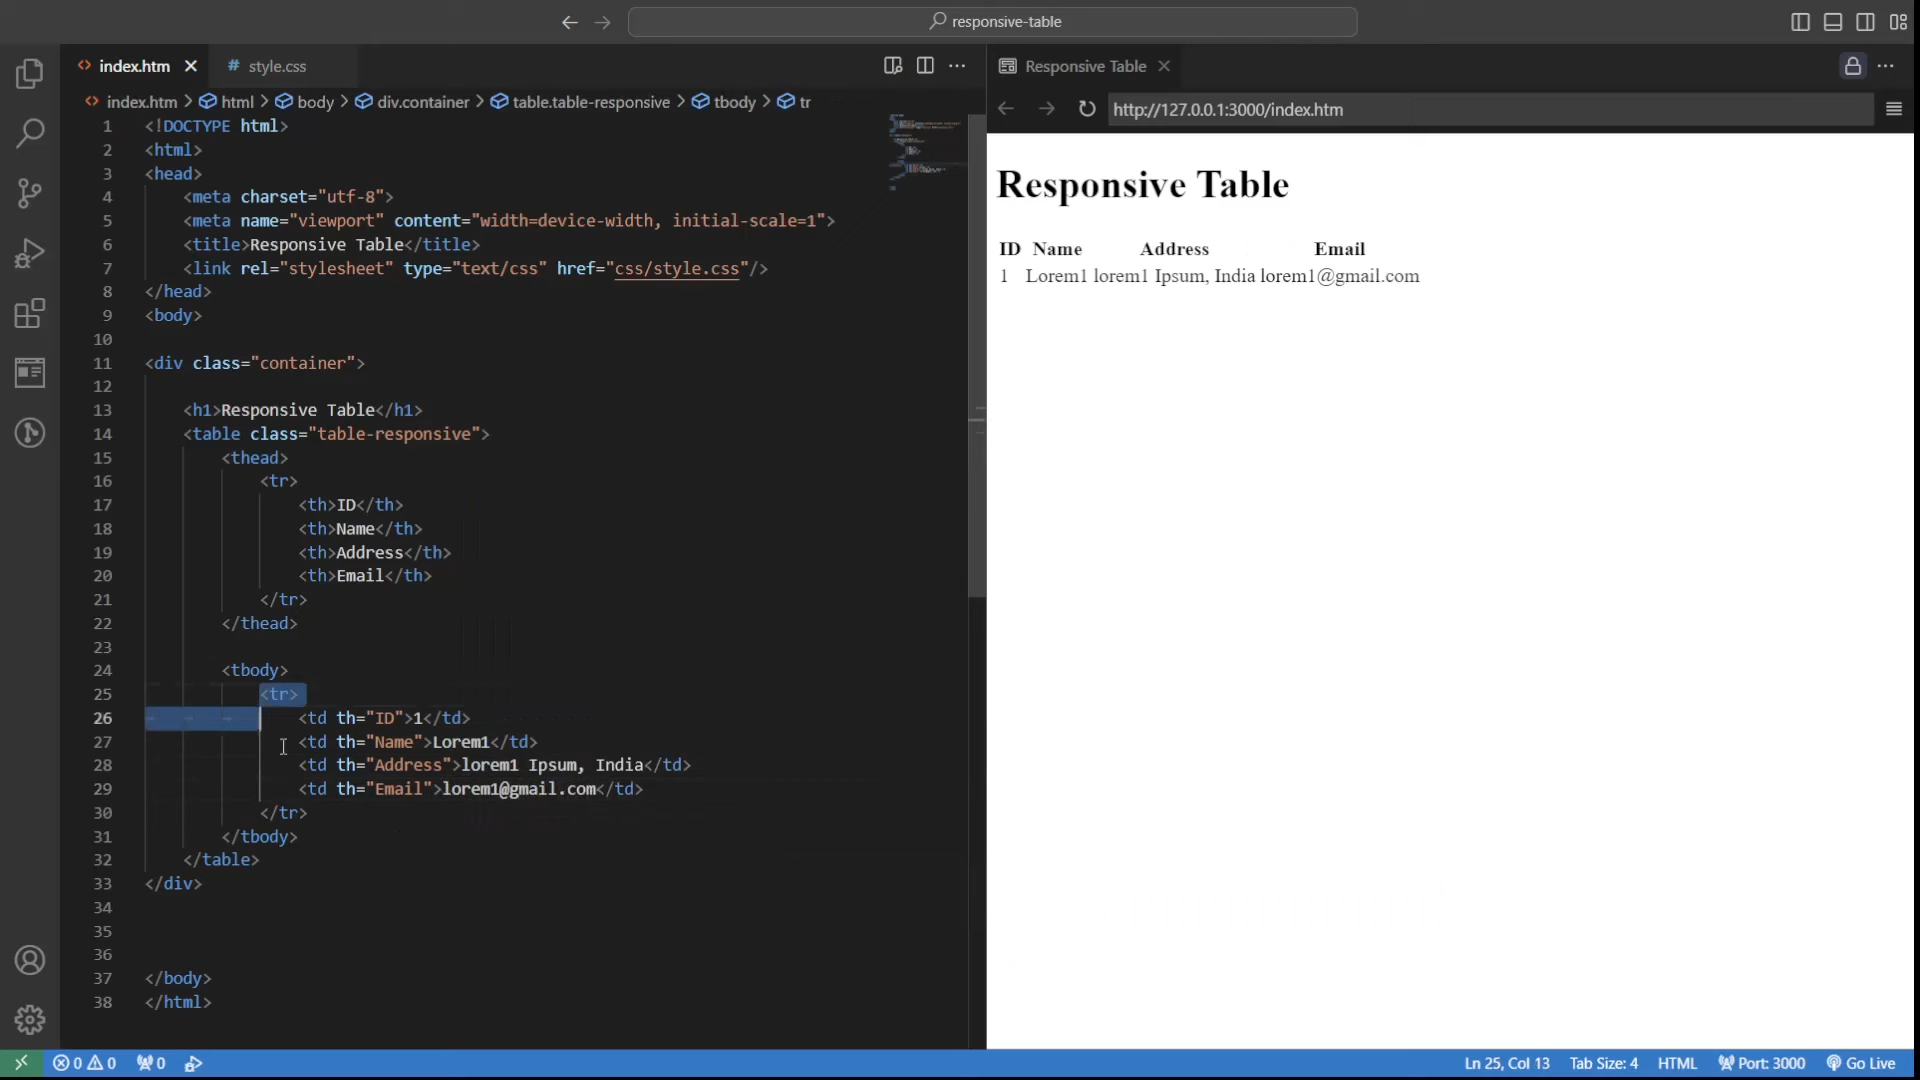 responsive-table
index.htm
# style.css
index.htm > html > body > div.container > table.table-responsive > tbody > tr
1 <!DOCTYPE html>
2 <html>
3 <head>
4 <meta charset="utf-8">
5 <meta name="viewport" content="width=device-width, initial-scale=1">
6 <title>Responsive Table</title>
7 <link rel="stylesheet" type="text/css" href="css/style.css"/>
8 </head>
9 <body>
10
11 <div class="container">
12
13 <h1>Responsive Table</h1>
14 <table class="table-responsive">
15 <thead>
16 <tr>
17 <th>ID</th>
18 <th>Name</th>
19 <th>Address</th>
20 <th>Email</th>
21 </tr>
22 </thead>
23
24 <tbody>
25 <tr>
26 <td th="ID">1</td>
27 <td th="Name">Lorem1</td>
28 <td th="Address">lorem1 Ipsum, India</td>
29 <td th="Email">lorem1@gmail.com</td>
30 </tr>
31 </tbody>
32 </table>
33 </div>
34
35
36
37 </body>
38 </html>
Responsive Table
http://127.0.0.1:3000/index.htm
Responsive Table
ID Name Address Email
1 Lorem1 lorem1 Ipsum, India lorem1@gmail.com
0 0 0
Ln 25, Col 13 Tab Size: 4 HTML Port: 3000 Go Live